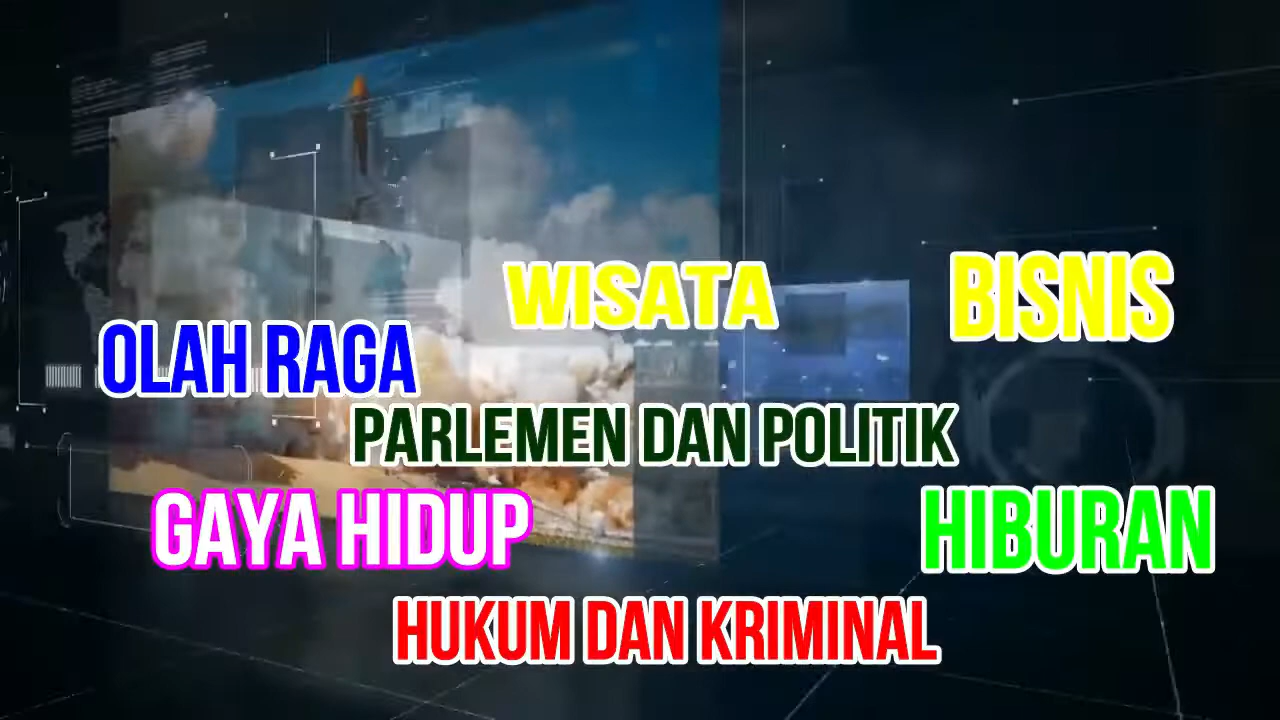 WISATA
BISNIS
OLAH RAGA
PARLEMEN DAN POLITIK
GAYA HIDUP
HIBURAN
HUKUM DAN KRIMINAL